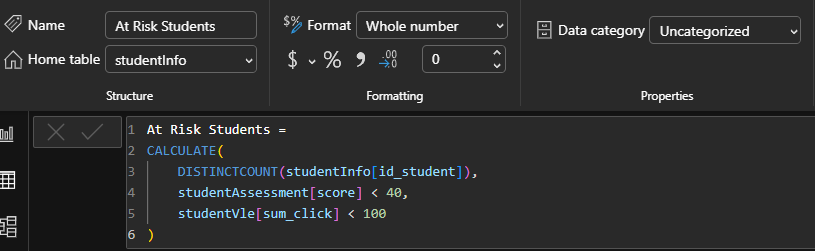 Name At Risk Students Format Whole number Data category Uncategorized
Home table studentInfo $ % 9 .00 →0 0
Structure Formatting Properties
1 At Risk Students =
2 CALCULATE(
3 DISTINCTCOUNT(studentInfo[id_student]),
4 studentAssessment[score] < 40,
5 studentVle[sum_click] < 100
6 )